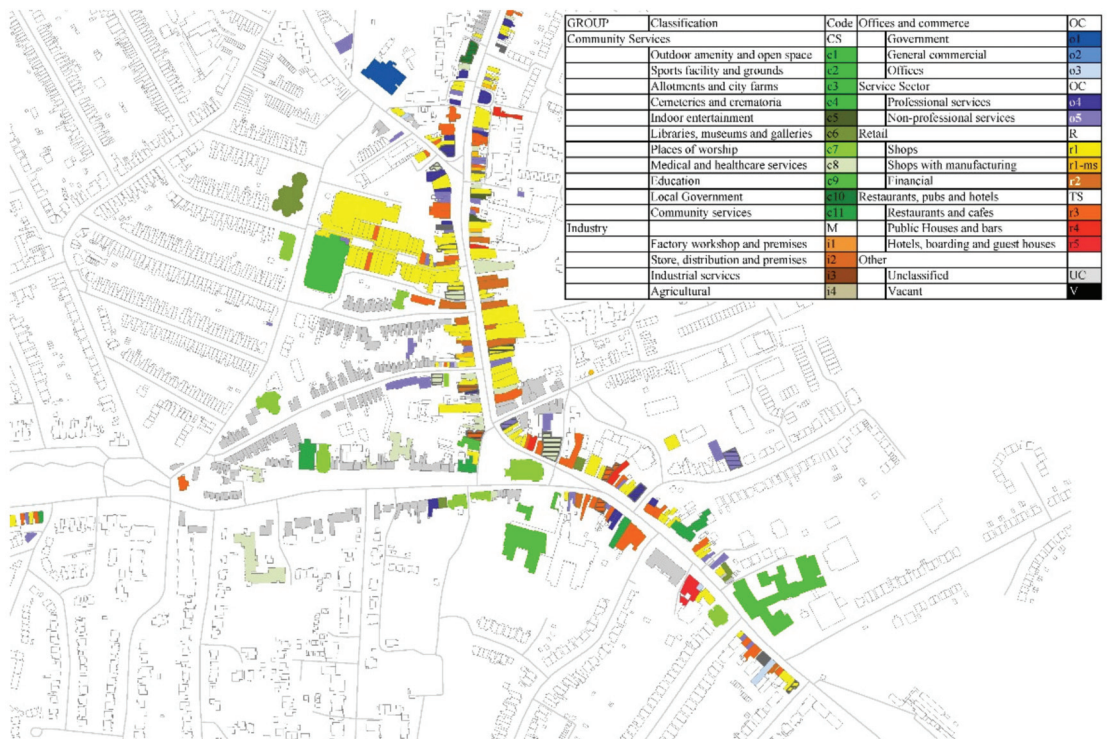 GROUP Classification Code Offices and commerce OC
Community Services CS Government o1
Outdoor amenity and open space c1 General commercial o2
Sports facility and grounds c2 Offices o3
Allotments and city farms c3 Service Sector OC
Cemeteries and crematoria c4 Professional services o4
Indoor entertainment c5 Non-professional services o5
Libraries, museums and galleries c6 Retail R
Places of worship c7 Shops r1
Medical and healthcare services c8 Shops with manufacturing r1-ms
Education c9 Financial r2
Local Government c10 Restaurants, pubs and hotels TS
Community services c11 Restaurants and cafes r3
Industry M Public Houses and bars r4
Factory workshop and premises i1 Hotels, boarding and guest houses r5
Store, distribution and premises i2 Other
Industrial services i3 Unclassified UC
Agricultural i4 Vacant V